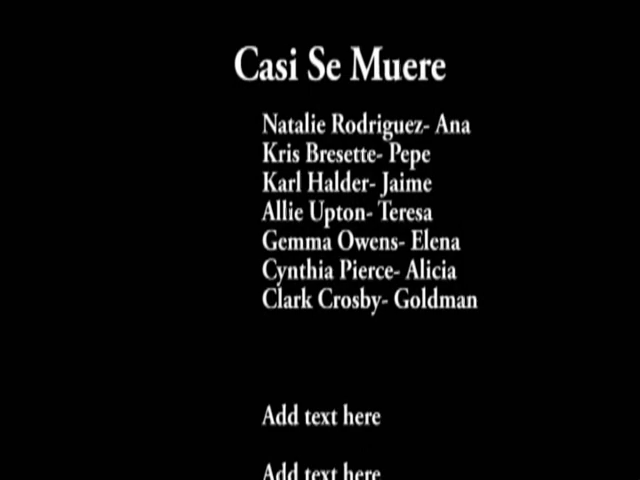 Casi Se Muere
Natalie Rodriguez- Ana
Kris Bresette- Pepe
Karl Halder- Jaime
Allie Upton- Teresa
Gemma Owens- Elena
Cynthia Pierce- Alicia
Clark Crosby- Goldman
Add text here
Add text here